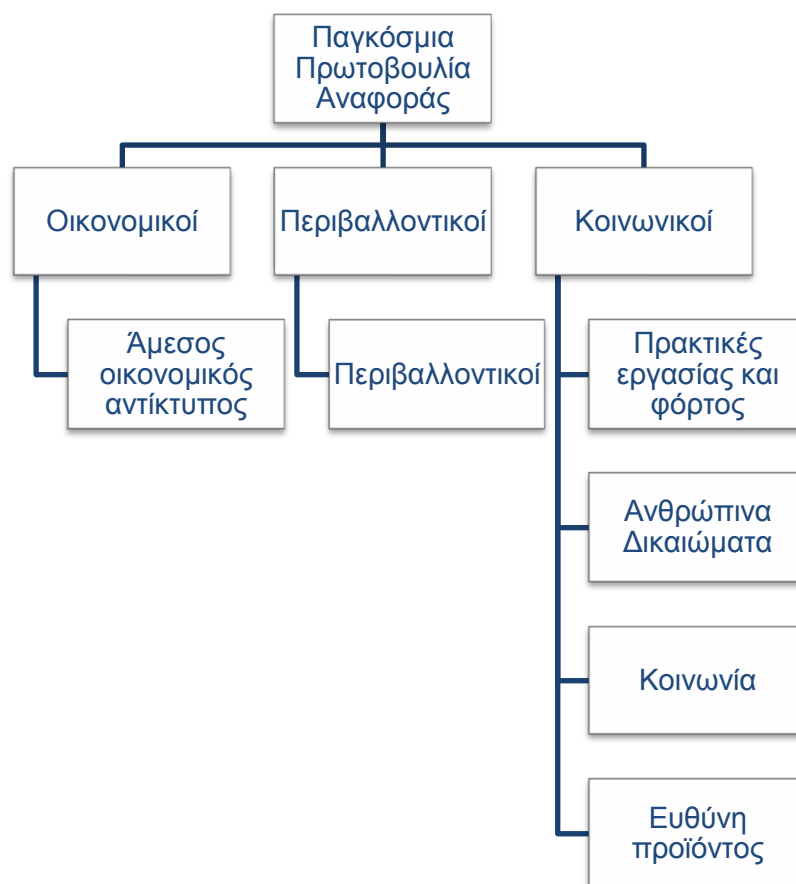 Παγκόσμια
Πρωτοβουλία
Αναφοράς
Οικονομικοί
Περιβαλλοντικοί
Κοινωνικοί
Άμεσος
οικονομικός
αντίκτυπος
Περιβαλλοντικοί
Πρακτικές
εργασίας και
φόρτος
Ανθρώπινα
Δικαιώματα
Κοινωνία
Ευθύνη
προϊόντος